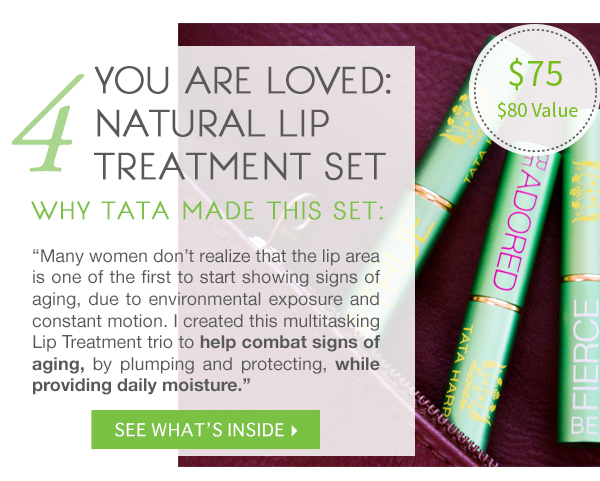 4
YOU ARE LOVED:
NATURAL LIP
TREATMENT SET
$75
$80 Value
WHY TATA MADE THIS SET:
“Many women don’t realize that the lip area
is one of the first to start showing signs of
aging, due to environmental exposure and
constant motion. I created this multitasking
Lip Treatment trio to help combat signs of
aging, by plumping and protecting, while
providing daily moisture.”
SEE WHAT’S INSIDE
TATA
ADORED
TATA HARP
BE FIERCE